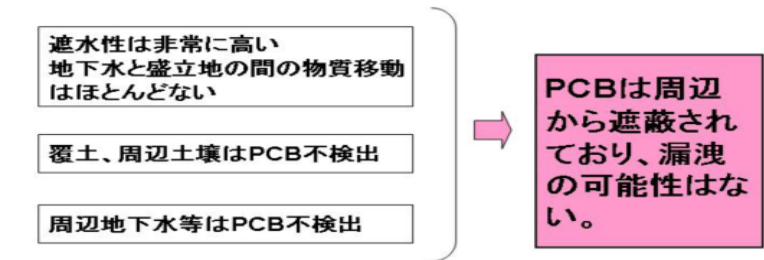 遮水性は非常に高い
地下水と盛立地の間の物質移動
はほとんどない
覆土、周辺土壌はPCB不検出
周辺地下水等はPCB不検出
PCBは周辺
から遮蔽され
ており、漏洩
の可能性はな
い。